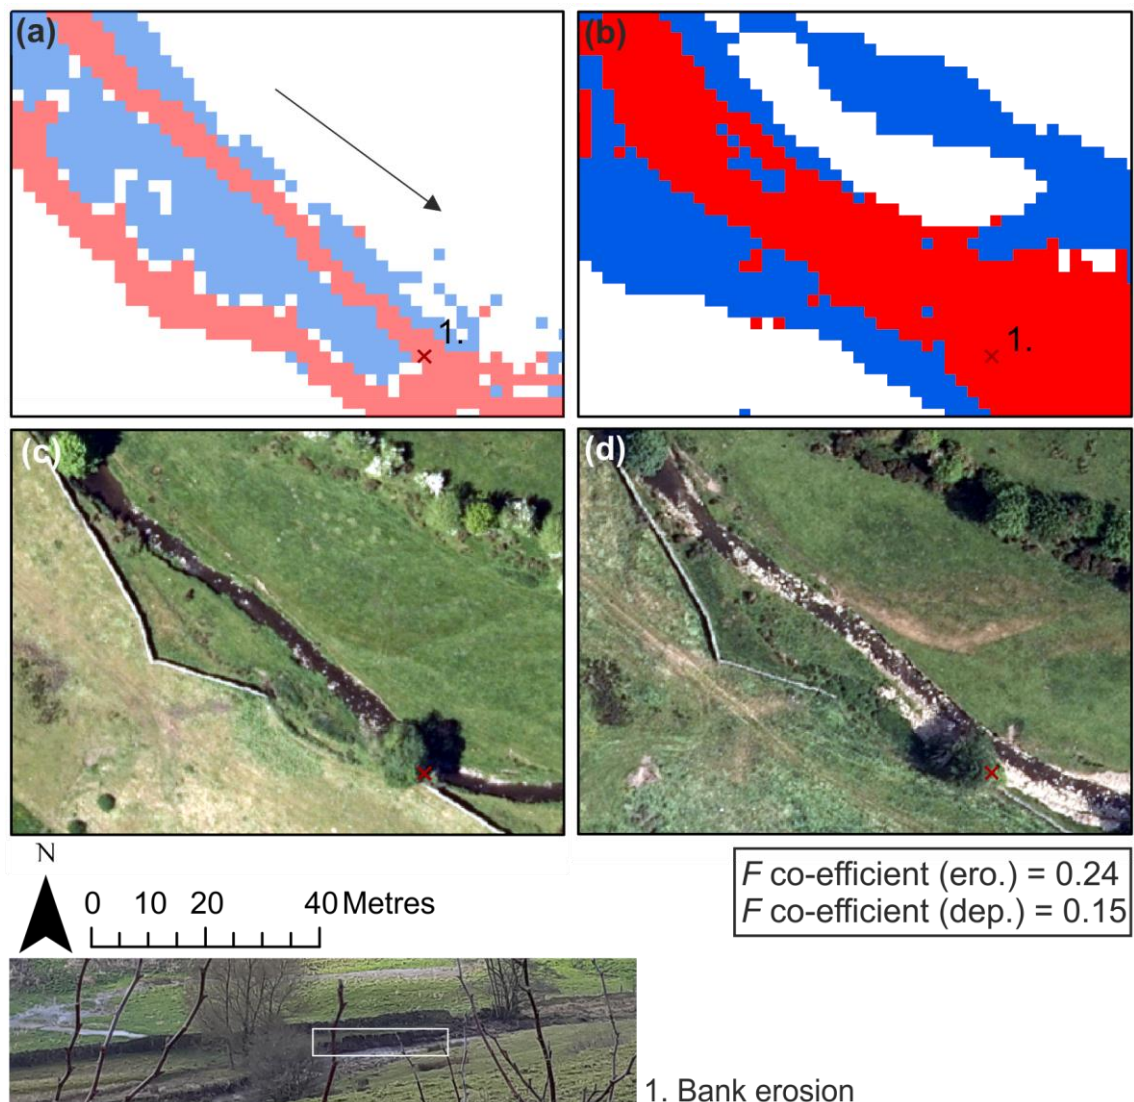 (a)
(b)
1.
1.
(c)
(d)
N
0 10 20 40 Metres
F co-efficient (ero.) = 0.24
F co-efficient (dep.) = 0.15
1. Bank erosion